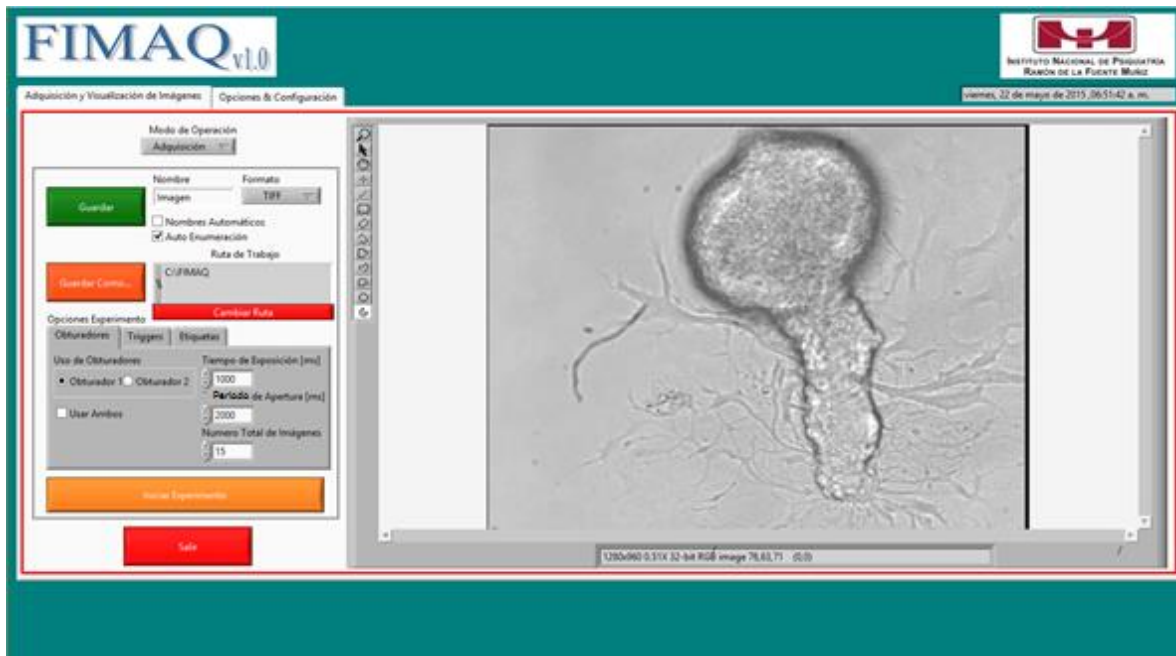 FIMAQ v1.0
INSTITUTO NACIONAL DE PSIQUIATRÍA
RAMÓN DE LA FUENTE MUÑIZ
Adquisición y Visualización de Imágenes
Opciones & Configuración
viernes, 22 de mayo de 2015 ,06:51:42 a. m.
Modo de Operación
Adquisición
Nombre
Formato
Guardar
Imagen
TIFF
Nombres Automáticos
Auto Enumeración
Ruta de Trabajo
Guardar Como...
C:\FIMAQ
Cambiar Ruta
Opciones Experimento
Obturadores
Triggers
Etiquetas
Uso de Obturadores
Tiempo de Exposición [ms]
Obturador 1
Obturador 2
1000
Periodo de Apertura [ms]
Usar Ambos
2000
Numero Total de Imágenes
15
Iniciar Experimento
Salir
1280x960 0.51X 32-bit RGB image 76,63,71 (0,0)